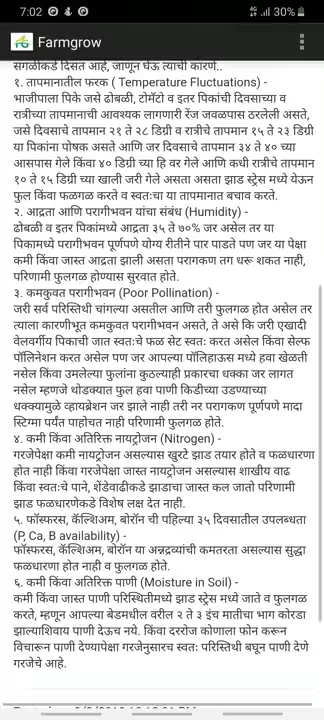 7:02
30%
Farmgrow
सगळीकडे दिसत आहे, जाणून घेऊ त्याची कारणे..
१. तापमानातील फरक ( Temperature Fluctuations) -
भाजीपाला पिके जसे ढोबळी, टोमॅटो व इतर पिकांची दिवसाच्या व
रात्रीच्या तापमानाची आवश्यक लागणारी रेंज जवळपास ठरलेली असते,
जसे दिवसाचे तापमान २१ ते २८ डिग्री व रात्रीचे तापमान १५ ते २३ डिग्री
या पिकांना पोषक असते आणि जर दिवसाचे तापमान ३४ ते ४० च्या
आसपास गेले किंवा ४० डिग्री च्या हि वर गेले आणि कधी रात्रीचे तापमान
१० ते १५ डिग्री च्या खाली जरी गेले असता असता झाड स्ट्रेस मध्ये येऊन
फुल किंवा फळगळ करते व स्वतःचा या तापमानात बचाव करते.
२. आद्रता आणि परागीभवन यांचा संबंध (Humidity) -
ढोबळी व इतर पिकांमध्ये आद्रता ३५ ते ७०% जर असेल तर या
पिकामध्ये परागीभवन पूर्णपणे योग्य रीतीने पार पाडते पण जर या पेक्षा
कमी किंवा जास्त आद्रता झाली असता परागकण तग धरू शकत नाही,
परिणामी फुलगळ होण्यास सुरवात होते.
३. कमकुवत परागीभवन (Poor Pollination) -
जरी सर्व परिस्थिती चांगल्या असतील आणि तरी फुलगळ होत असेल तर
त्याला कारणीभूत कमकुवत परागीभवन असते, ते असे कि जरी एखादी
वेलवर्गीय पिकाची जात स्वतःचे फळ सेट स्वतः करत असेल किंवा सेल्फ
पॉलिनेशन करत असेल पण जर आपल्या पॉलिहाऊस मध्ये हवा खेळती
नसेल किंवा उमलेल्या फुलांना कुठल्याही प्रकारचा धक्का जर लागत
नसेल म्हणजे थोडक्यात फुल हवा पाणी किडीच्या उडण्याच्या
धक्क्यामुळे व्हायब्रेशन जर झाले नाही तरी नर परागकण पूर्णपणे मादा
स्टिग्मा पर्यंत पाहोचत नाही परिणामी फुलगळ होते.
४. कमी किंवा अतिरिक्त नायट्रोजन (Nitrogen) -
गरजेपेक्षा कमी नायट्रोजन असल्यास खुरटे झाड तयार होते व फळधारणा
होत नाही किंवा गरजेपेक्षा जास्त नायट्रोजन असल्यास शाखीय वाढ
किंवा स्वतःचे पाने, शेंडेवाढीकडे झाडाचा जास्त कल जातो परिणामी
झाड फळधारणेकडे विशेष लक्ष देत नाही.
५. फॉस्फरस, कॅल्शिअम, बोरॉन ची पहिल्या ३५ दिवसातील उपलब्धता
(P, Ca, B availability) -
फॉस्फरस, कॅल्शिअम, बोरॉन या अन्नद्रव्यांची कमतरता असल्यास सुद्धा
फळधारणा होत नाही व फुलगळ होते.
६. कमी किंवा अतिरिक्त पाणी (Moisture in Soil) -
कमी किंवा जास्त पाणी परिस्थितीमध्ये झाड स्ट्रेस मध्ये जाते व फुलगळ
करते, म्हणून आपल्या बेडमधील वरील २ ते ३ इंच मातीचा भाग कोरडा
झाल्याशिवाय पाणी देऊच नये. किंवा दररोज कोणाला फोन करून
विचारून पाणी देण्यापेक्षा गरजेनुसारच स्वतः परिस्थिती बघून पाणी देणे
गरजेचे आहे.